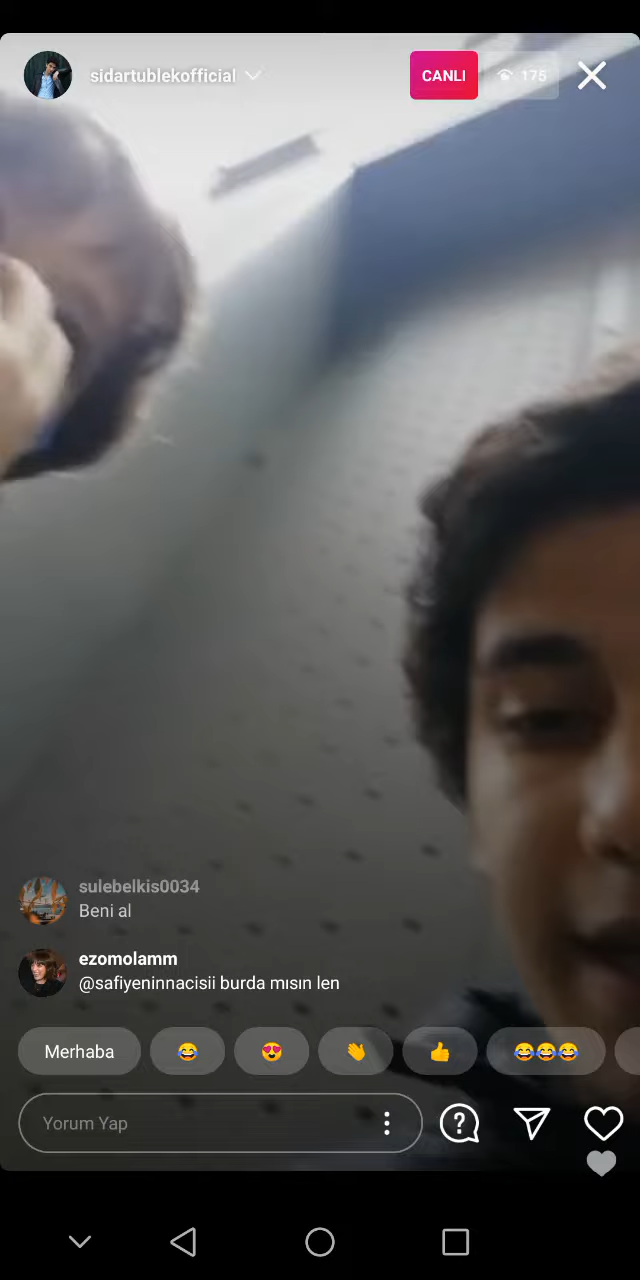 sidartublekofficial
CANLI
175
sulebelkis0034
Beni al
ezomolamm
@safiyeninnacisii burda mısın len
Merhaba
Yorum Yap